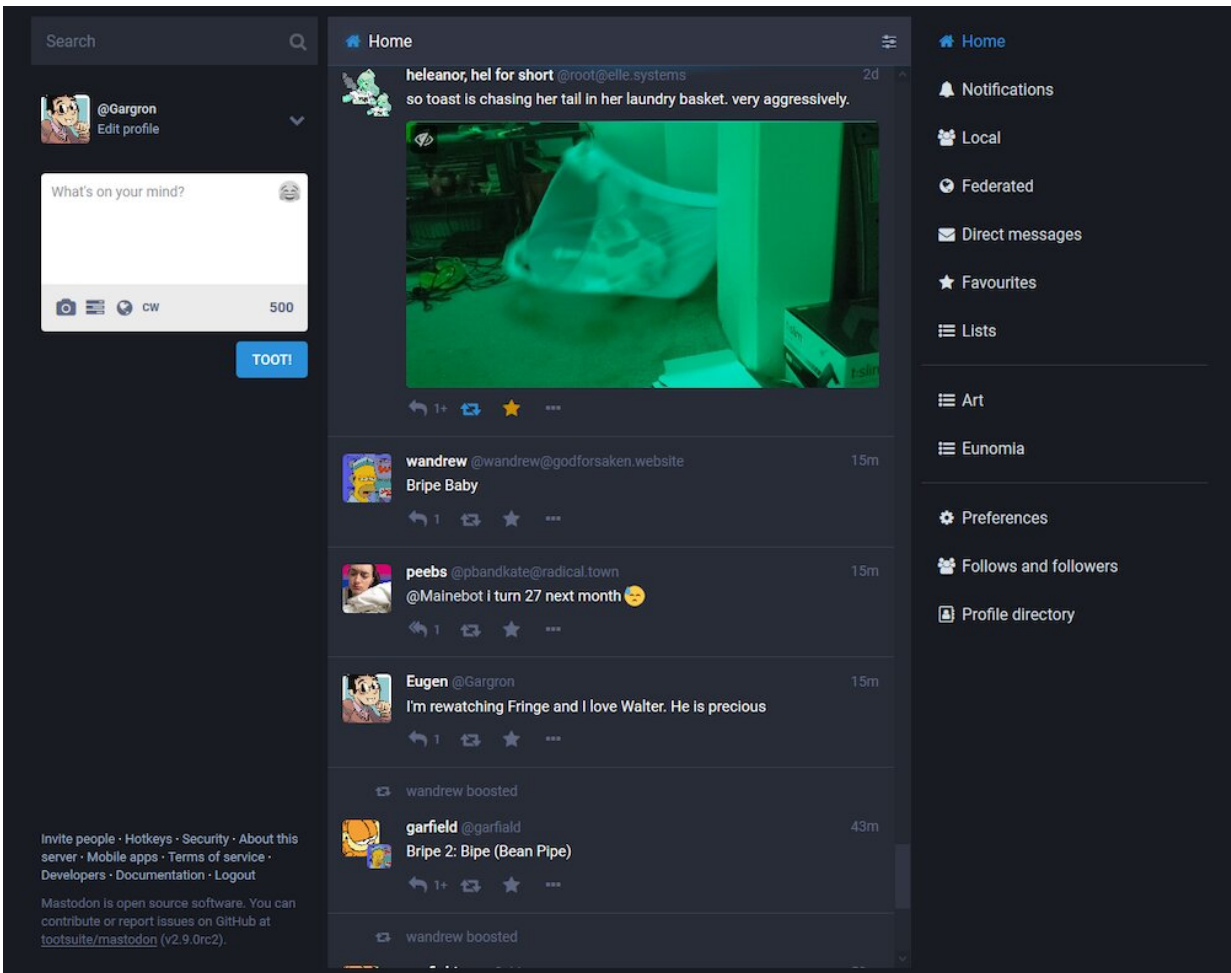 Search
@Gargron
Edit profile
What's on your mind?
CW
500
TOOT!
Invite people · Hotkeys · Security · About this
server · Mobile apps · Terms of service ·
Developers · Documentation · Logout
Mastodon is open source software. You can
contribute or report issues on GitHub at
tootsuite/mastodon (v2.9.0rc2).
Home
heleanor, hel for short @root@elle.systems 2d
so toast is chasing her tail in her laundry basket. very aggressively.
t:slim
1+
wandrew @wandrew@godforsaken.website 15m
Bripe Baby
1
peebs @pbandkate@radical.town 15m
@Mainebot i turn 27 next month 😓
1
Eugen @Gargron 15m
I'm rewatching Fringe and I love Walter. He is precious
1
wandrew boosted
garfield @garfiald 43m
Bripe 2: Bipe (Bean Pipe)
1+
wandrew boosted
Home
Notifications
Local
Federated
Direct messages
Favourites
Lists
Art
Eunomia
Preferences
Follows and followers
Profile directory